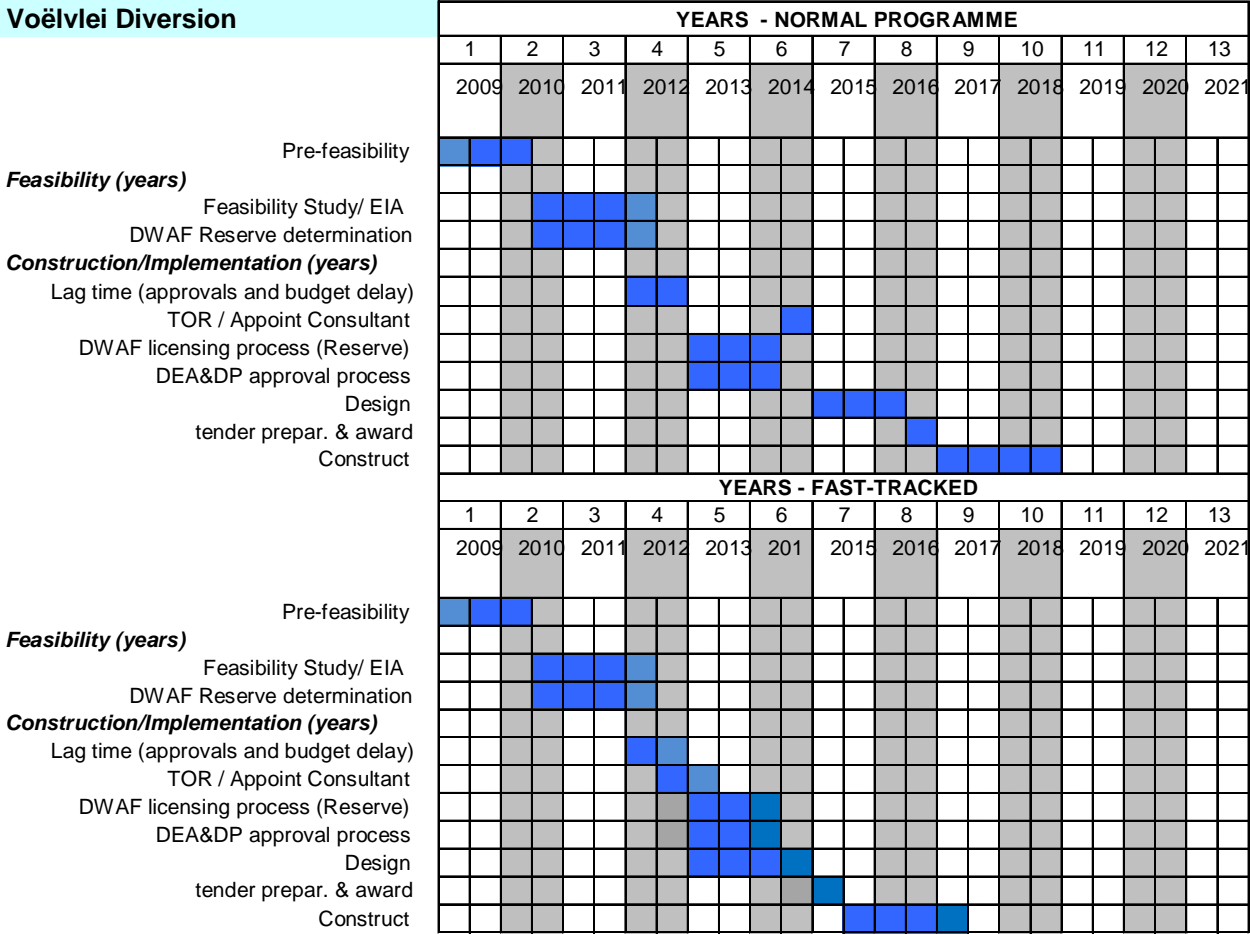 Voëlvlei Diversion
YEARS - NORMAL PROGRAMME
1 2 3 4 5 6 7 8 9 10 11 12 13
2009 2010 2011 2012 2013 2014 2015 2016 2017 2018 2019 2020 2021
Pre-feasibility
Feasibility (years)
Feasibility Study/ EIA
DWAF Reserve determination
Construction/Implementation (years)
Lag time (approvals and budget delay)
TOR / Appoint Consultant
DWAF licensing process (Reserve)
DEA&DP approval process
Design
tender prepar. & award
Construct
YEARS - FAST-TRACKED
1 2 3 4 5 6 7 8 9 10 11 12 13
2009 2010 2011 2012 2013 201 2015 2016 2017 2018 2019 2020 2021
Pre-feasibility
Feasibility (years)
Feasibility Study/ EIA
DWAF Reserve determination
Construction/Implementation (years)
Lag time (approvals and budget delay)
TOR / Appoint Consultant
DWAF licensing process (Reserve)
DEA&DP approval process
Design
tender prepar. & award
Construct